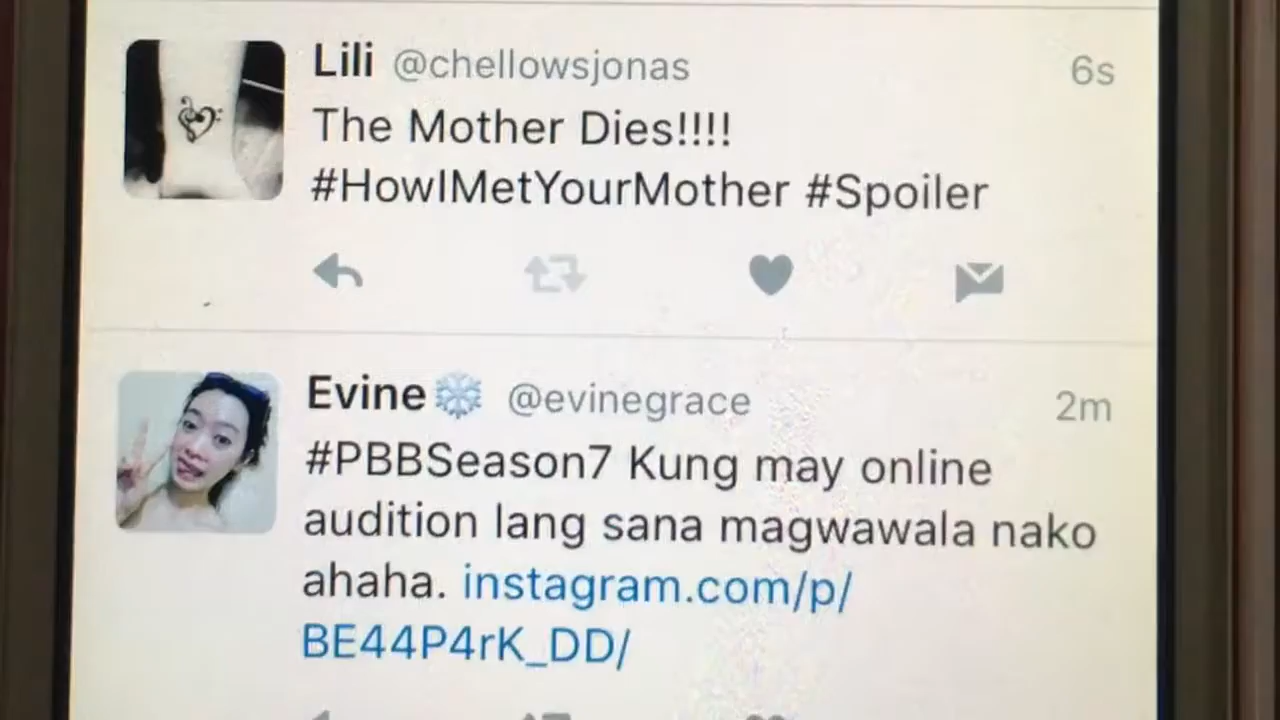 Lili @chellowsjonas 6s
The Mother Dies!!!!
#HowIMetYourMother #Spoiler
Evine❄️ @evinegrace 2m
#PBBSeason7 Kung may online
audition lang sana magwawala nako
ahaha. instagram.com/p/
BE44P4rK_DD/